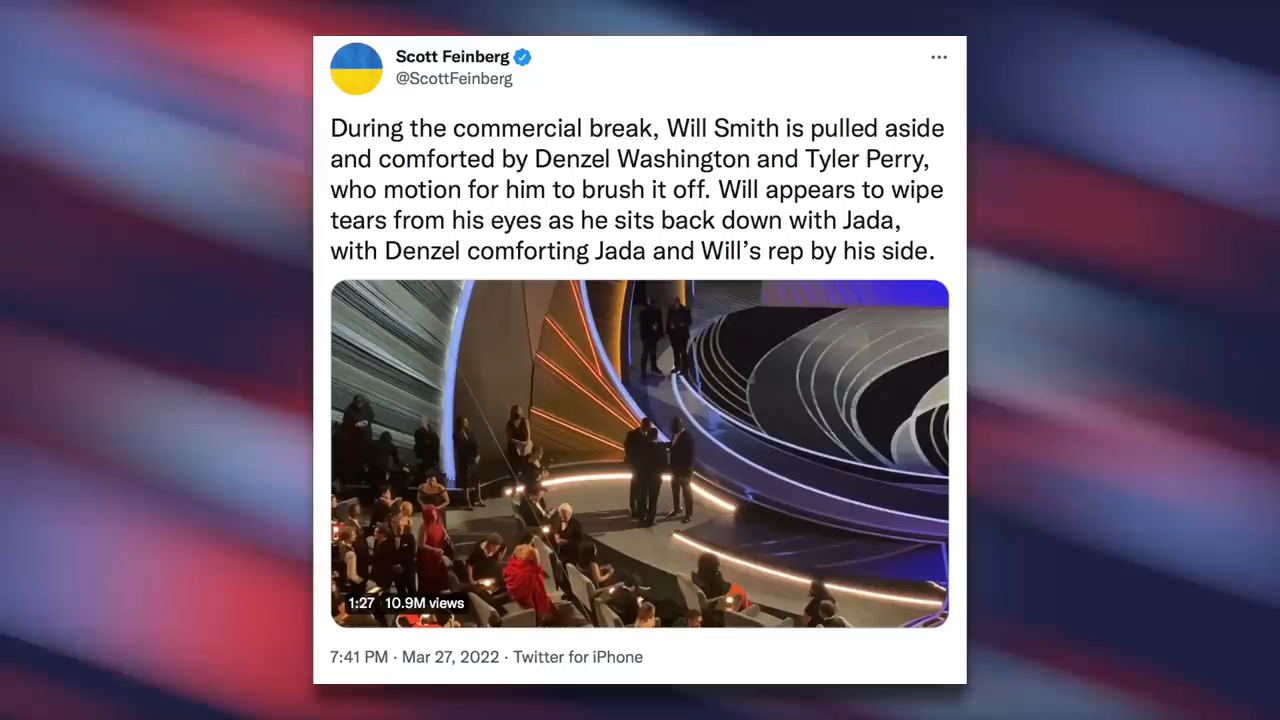 Scott Feinberg
@ScottFeinberg
During the commercial break, Will Smith is pulled aside
and comforted by Denzel Washington and Tyler Perry,
who motion for him to brush it off. Will appears to wipe
tears from his eyes as he sits back down with Jada,
with Denzel comforting Jada and Will’s rep by his side.
1:27 10.9M views
7:41 PM · Mar 27, 2022 · Twitter for iPhone